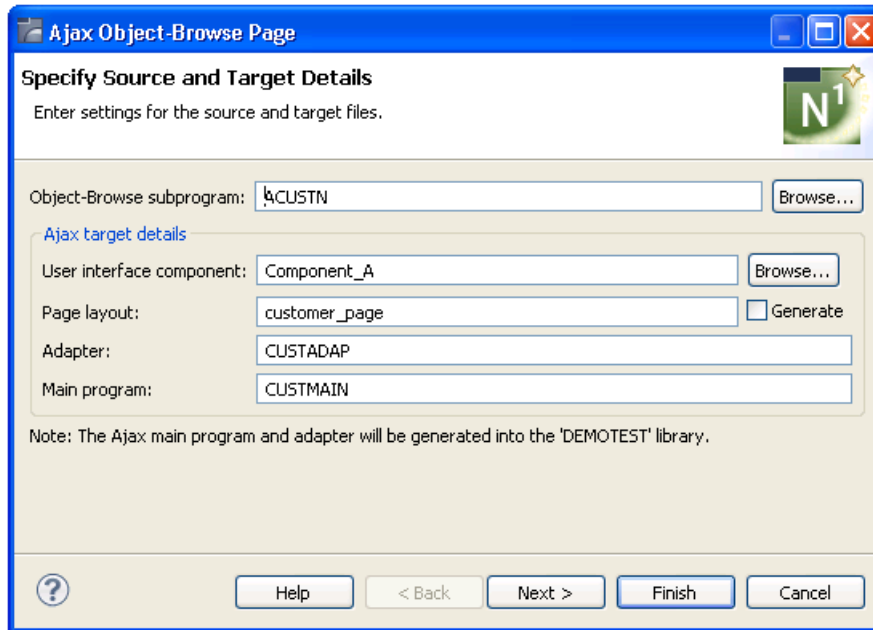 Ajax Object-Browse Page
Specify Source and Target Details
Enter settings for the source and target files.
N1
Object-Browse subprogram: ACUSTN Browse...
Ajax target details
User interface component: Component_A Browse...
Page layout: customer_page Generate
Adapter: CUSTADAP
Main program: CUSTMAIN
Note: The Ajax main program and adapter will be generated into the 'DEMOTEST' library.
? Help < Back Next > Finish Cancel